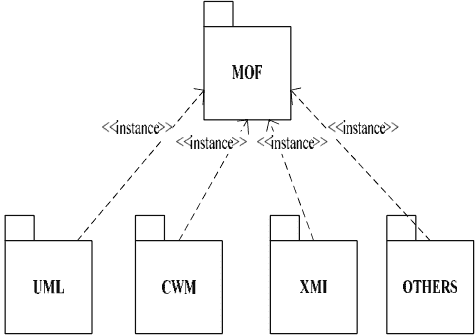 MOF
<<instance>>
<<instance>>
<<instance>>
<<instance>>
UML
CWM
XMI
OTHERS